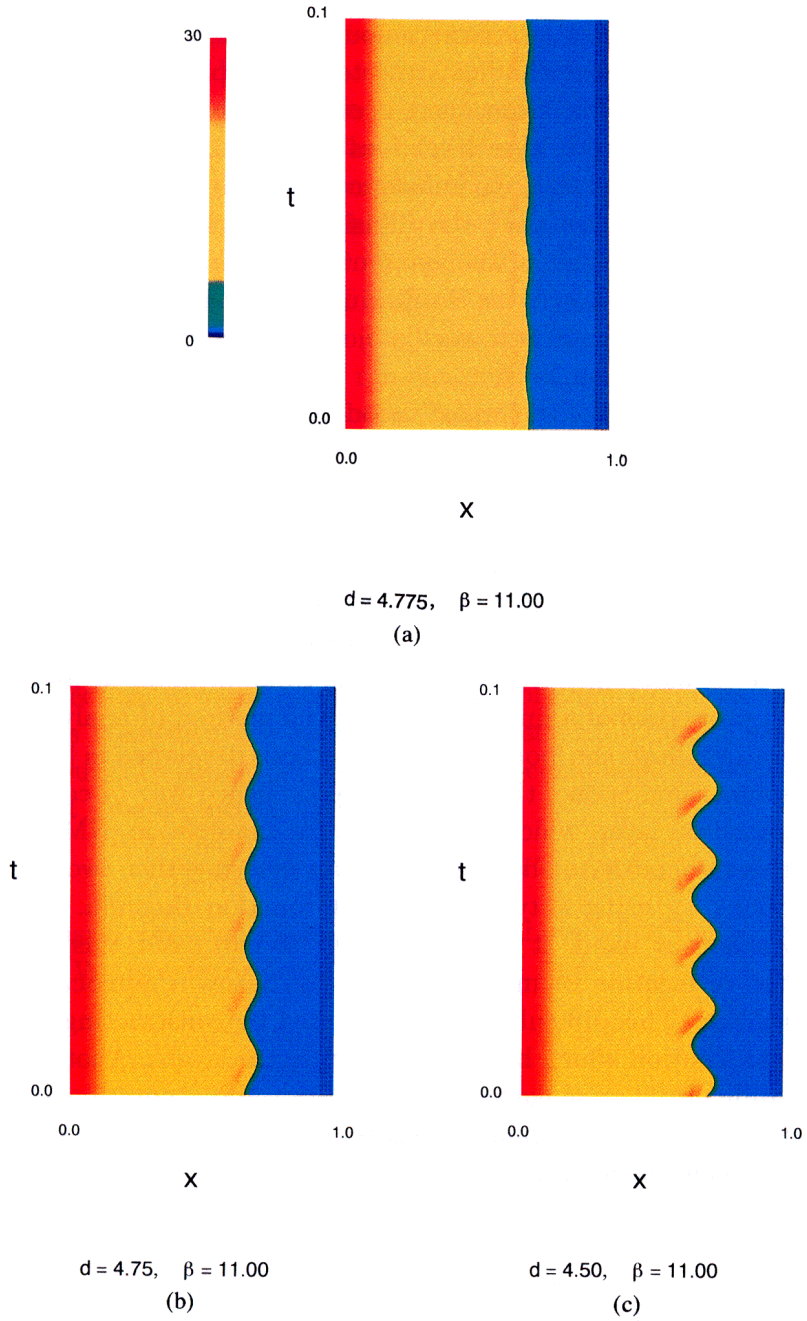 30
0
0.1
t
0.0
0.0 1.0
x
d = 4.775, β = 11.00
(a)
0.1
t
0.0
0.0 1.0
x
d = 4.75, β = 11.00
(b)
0.1
t
0.0
0.0 1.0
x
d = 4.50, β = 11.00
(c)